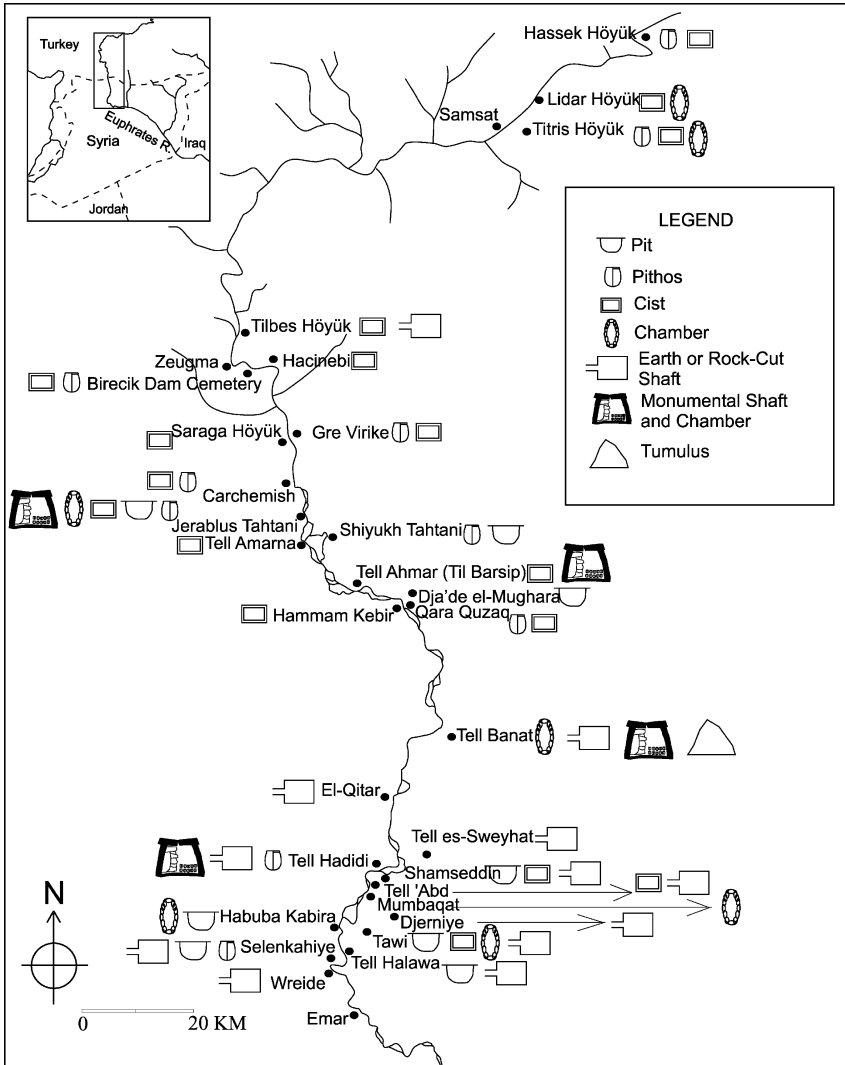 Turkey
Syria
Euphrates R.
Iraq
Jordan
Hassek Höyük
Lidar Höyük
Samsat
Titris Höyük
LEGEND
Pit
Pithos
Cist
Chamber
Earth or Rock-Cut
Shaft
Monumental Shaft
and Chamber
Tumulus
Tilbes Höyük
Zeugma
Hacinebi
Birecik Dam Cemetery
Saraga Höyük
Gre Virike
Carchemish
Jerablus Tahtani
Shiyukh Tahtani
Tell Amarna
Tell Ahmar (Til Barsip)
Dja'de el-Mughara
Qara Quzaq
Hammam Kebir
Tell Banat
El-Qitar
Tell es-Sweyhat
Tell Hadidi
Shamseddin
Tell 'Abd
Mumbaqat
Habuba Kabira
Djerniye
Tawi
Selenkahiye
Tell Halawa
Wreide
Emar
N
0 20 KM